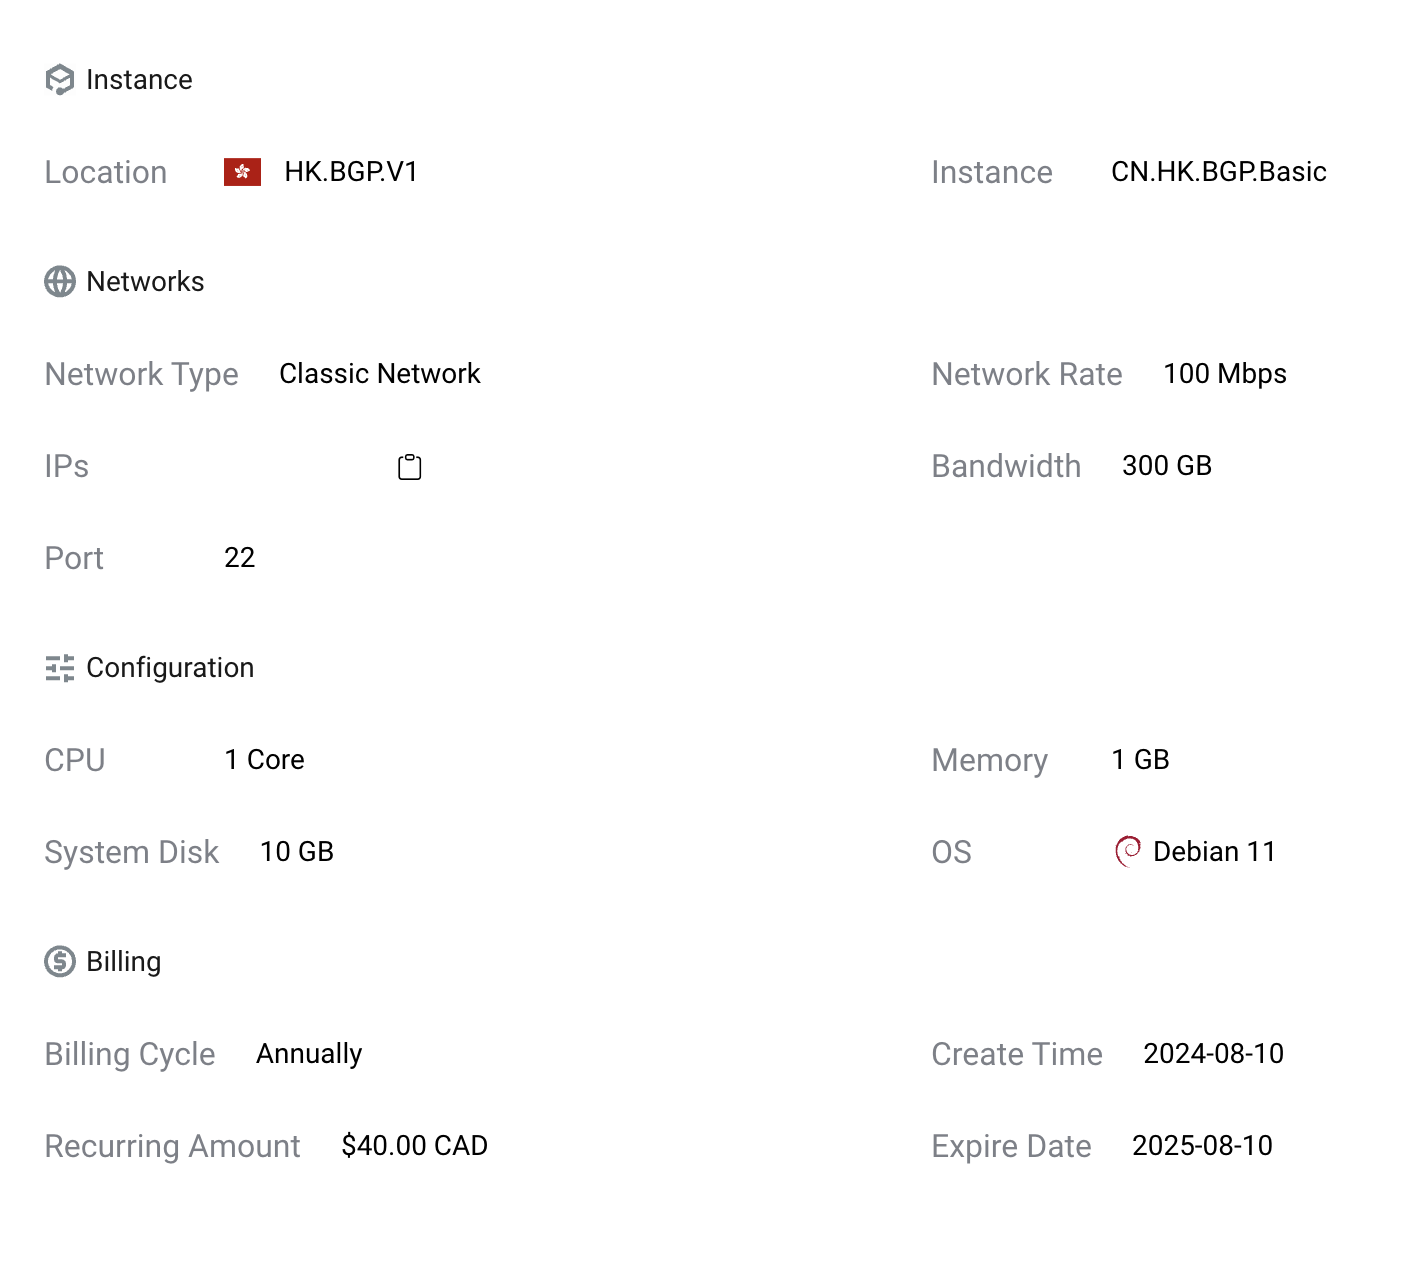 Instance
Location HK.BGP.V1 Instance CN.HK.BGP.Basic
Networks
Network Type Classic Network Network Rate 100 Mbps
IPs Bandwidth 300 GB
Port 22
Configuration
CPU 1 Core Memory 1 GB
System Disk 10 GB OS Debian 11
Billing
Billing Cycle Annually Create Time 2024-08-10
Recurring Amount $40.00 CAD Expire Date 2025-08-10